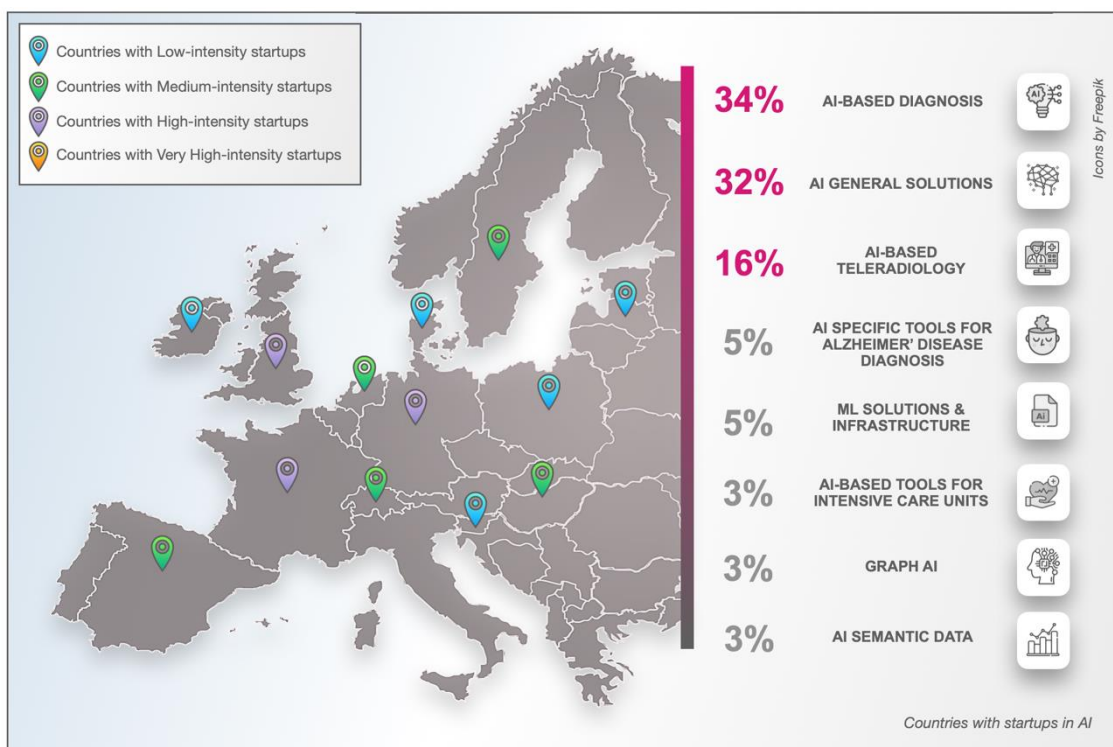 Countries with Low-intensity startups
Countries with Medium-intensity startups
Countries with High-intensity startups
Countries with Very High-intensity startups
34%
AI-BASED DIAGNOSIS
32%
AI GENERAL SOLUTIONS
16%
AI-BASED
TELERADIOLOGY
5%
AI SPECIFIC TOOLS FOR
ALZHEIMER' DISEASE
DIAGNOSIS
5%
ML SOLUTIONS &
INFRASTRUCTURE
3%
AI-BASED TOOLS FOR
INTENSIVE CARE UNITS
3%
GRAPH AI
3%
AI SEMANTIC DATA
AI
Ai
Icons by Freepik
Countries with startups in AI